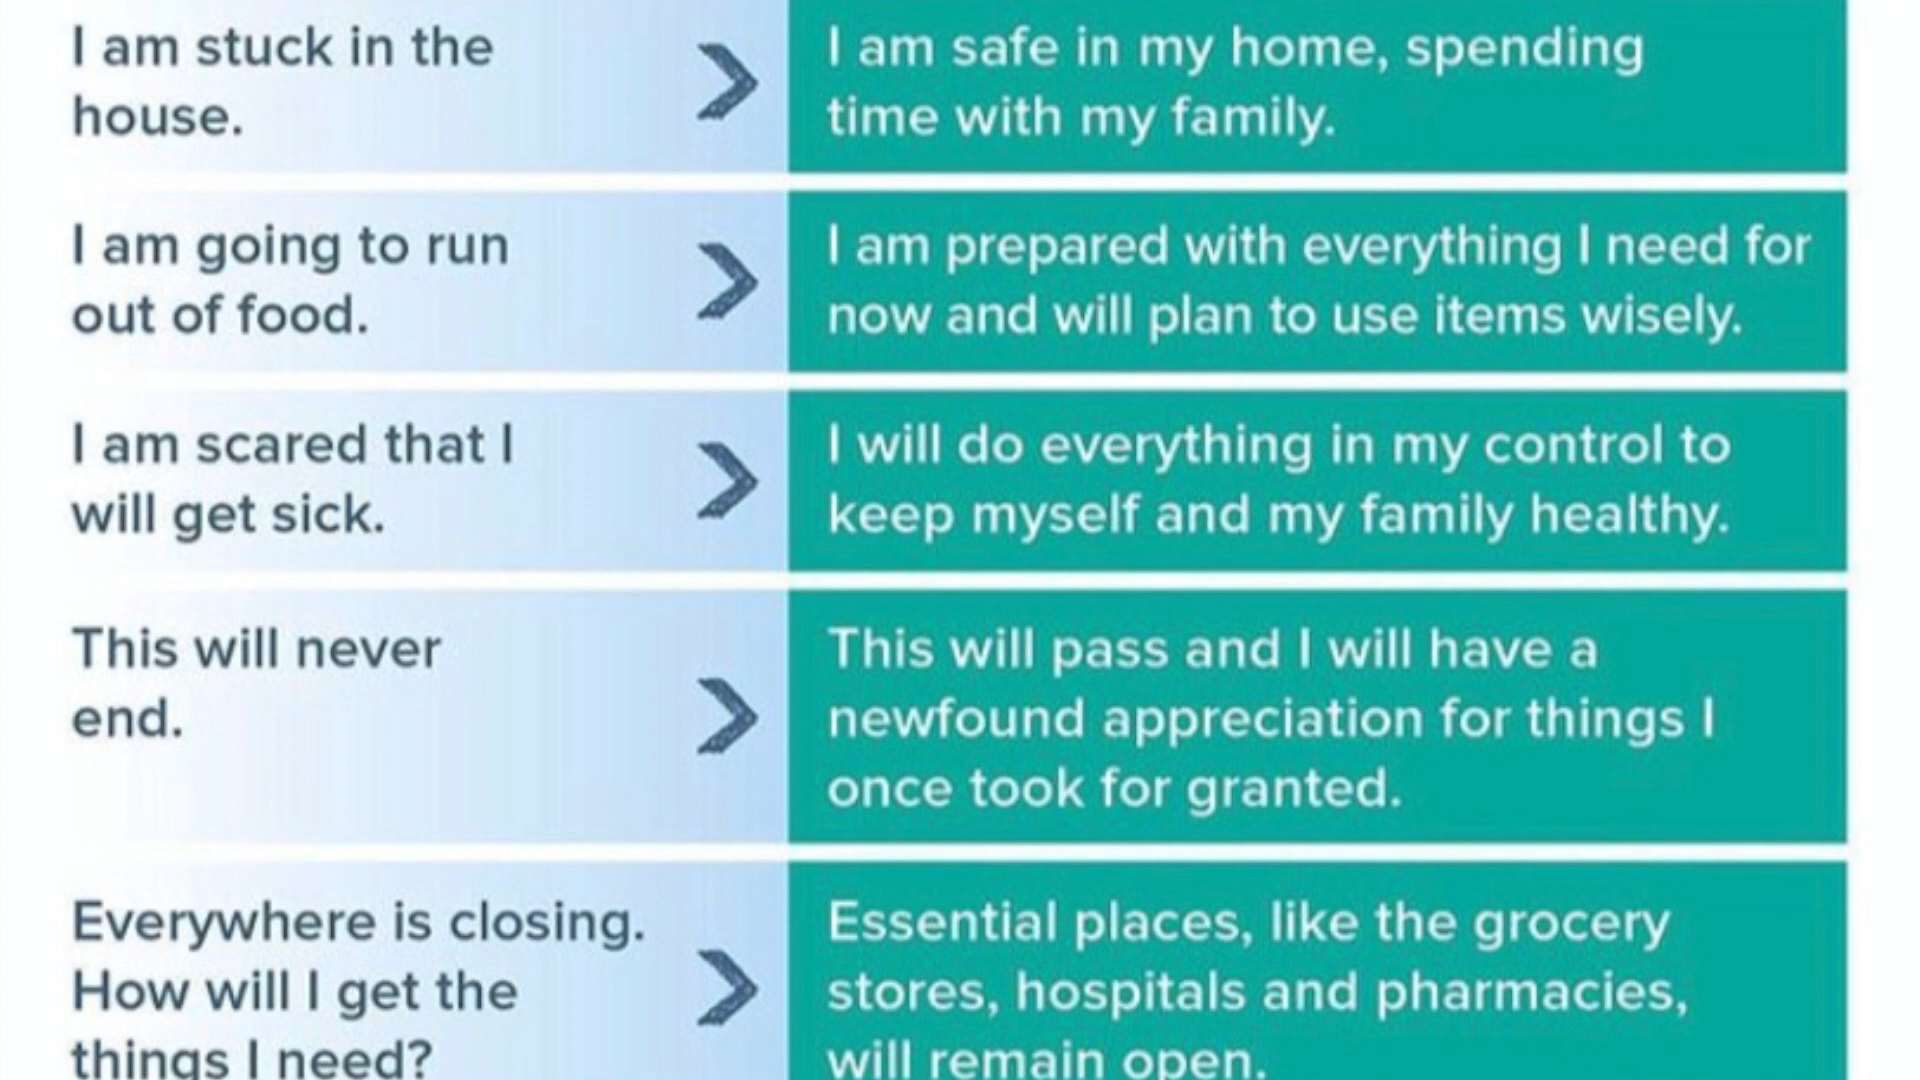 I am stuck in the
house.
I am safe in my home, spending
time with my family.
I am going to run
out of food.
I am prepared with everything I need for
now and will plan to use items wisely.
I am scared that I
will get sick.
I will do everything in my control to
keep myself and my family healthy.
This will never
end.
This will pass and I will have a
newfound appreciation for things I
once took for granted.
Everywhere is closing.
How will I get the
things I need?
Essential places, like the grocery
stores, hospitals and pharmacies,
will remain open.